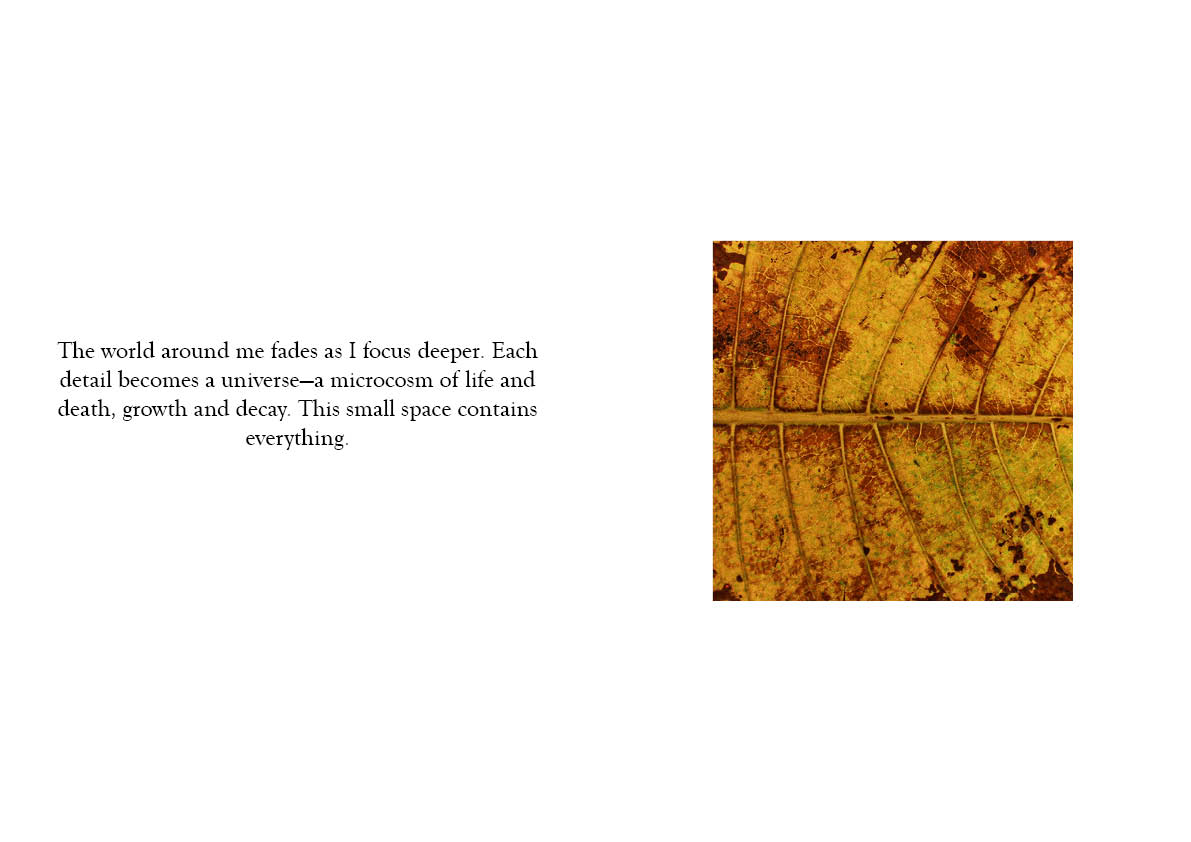 The world around me fades as I focus deeper. Each
detail becomes a universe—a microcosm of life and
death, growth and decay. This small space contains
everything.